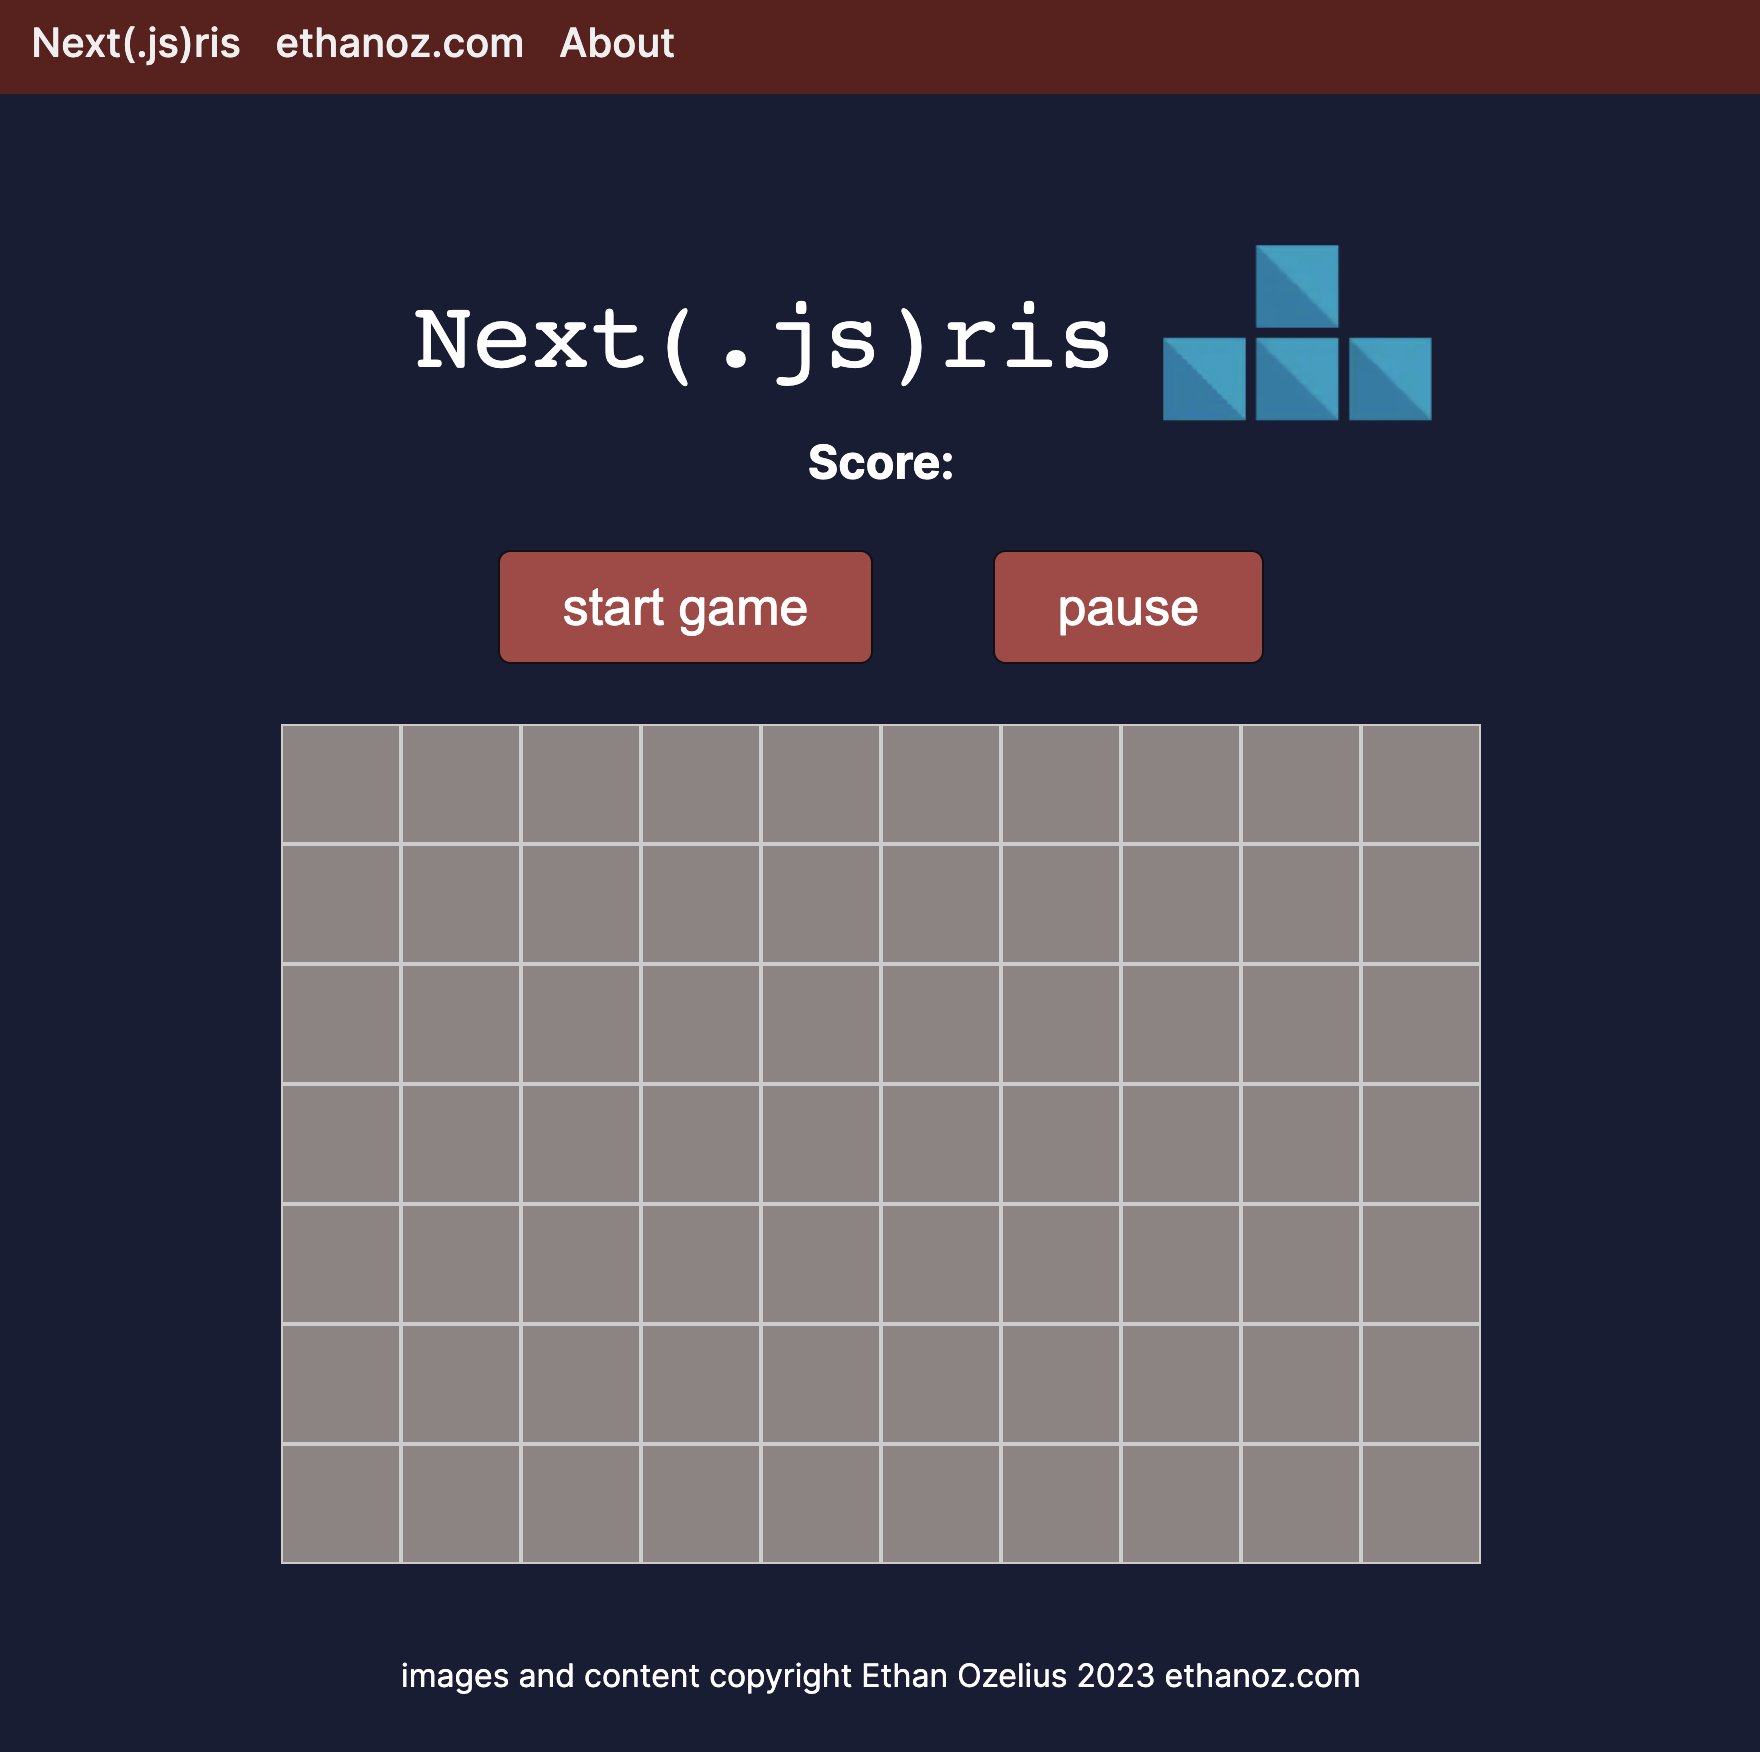 Next(.js)ris ethanoz.com About
Next(.js)ris
Score:
start game pause
images and content copyright Ethan Ozelius 2023 ethanoz.com